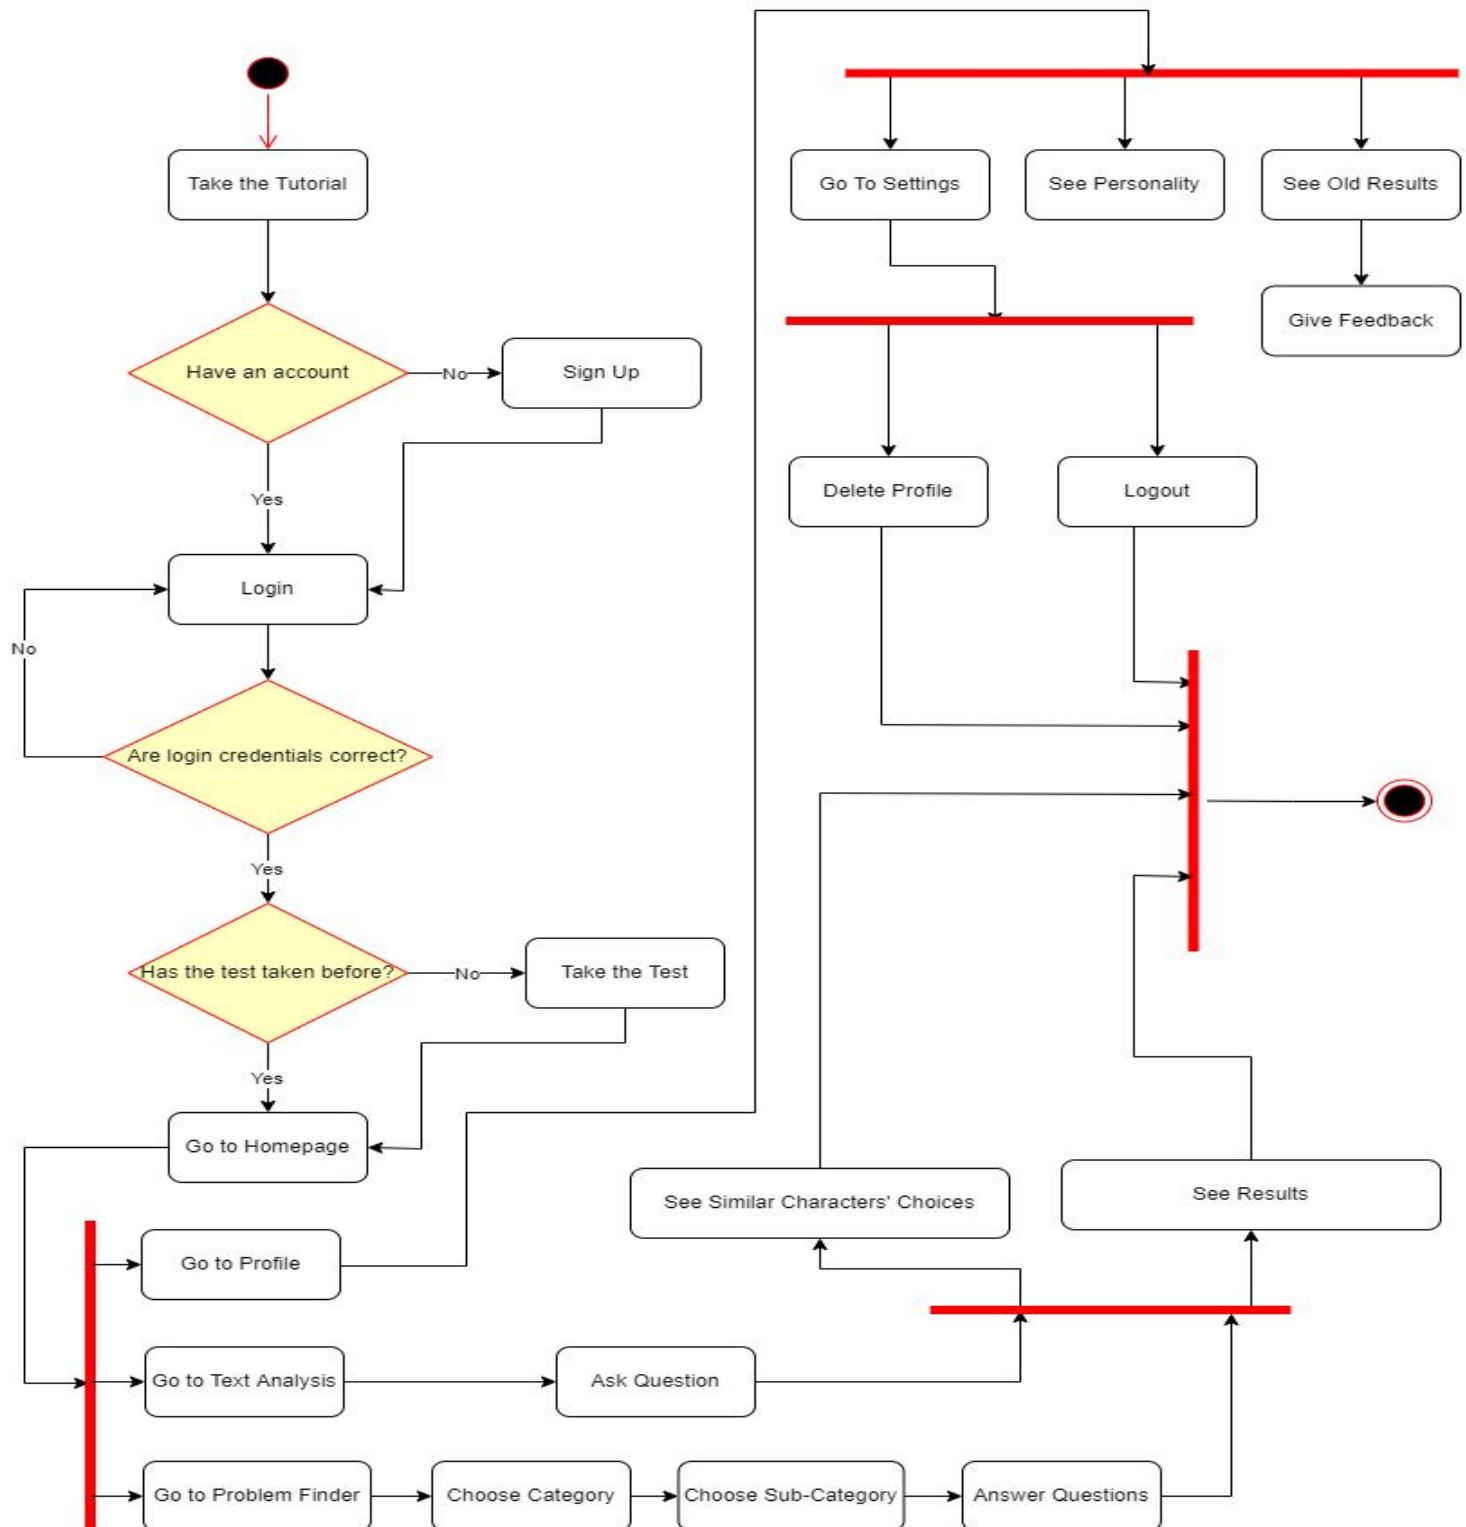 Take the Tutorial
Go To Settings
See Personality
See Old Results
Give Feedback
Have an account
No
Sign Up
Yes
Delete Profile
Logout
Login
No
Are login credentials correct?
Yes
Has the test taken before?
No
Take the Test
Yes
Go to Homepage
See Similar Characters' Choices
See Results
Go to Profile
Go to Text Analysis
Ask Question
Go to Problem Finder
Choose Category
Choose Sub-Category
Answer Questions